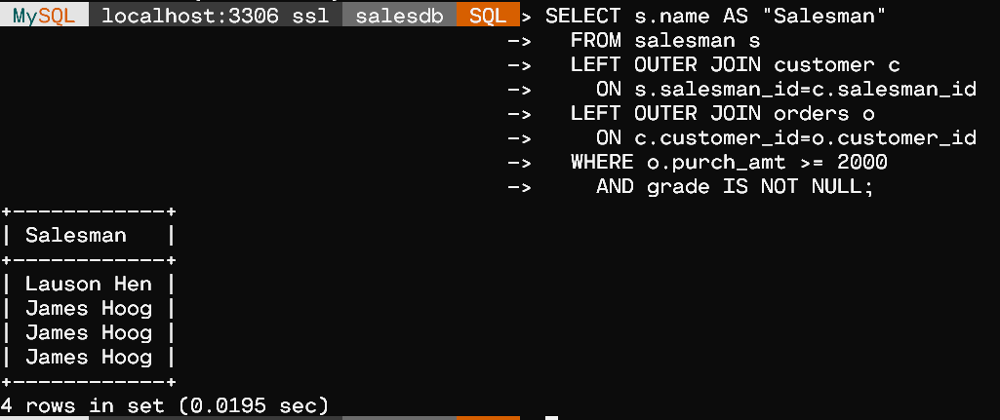 MySQL localhost:3306 ssl salesdb SQL > SELECT s.name AS "Salesman"
-> FROM salesman s
-> LEFT OUTER JOIN customer c
-> ON s.salesman_id=c.salesman_id
-> LEFT OUTER JOIN orders o
-> ON c.customer_id=o.customer_id
-> WHERE o.purch_amt >= 2000
-> AND grade IS NOT NULL;
+------------+
| Salesman   |
+------------+
| Lauson Hen |
| James Hoog |
| James Hoog |
| James Hoog |
+------------+
4 rows in set (0.0195 sec)